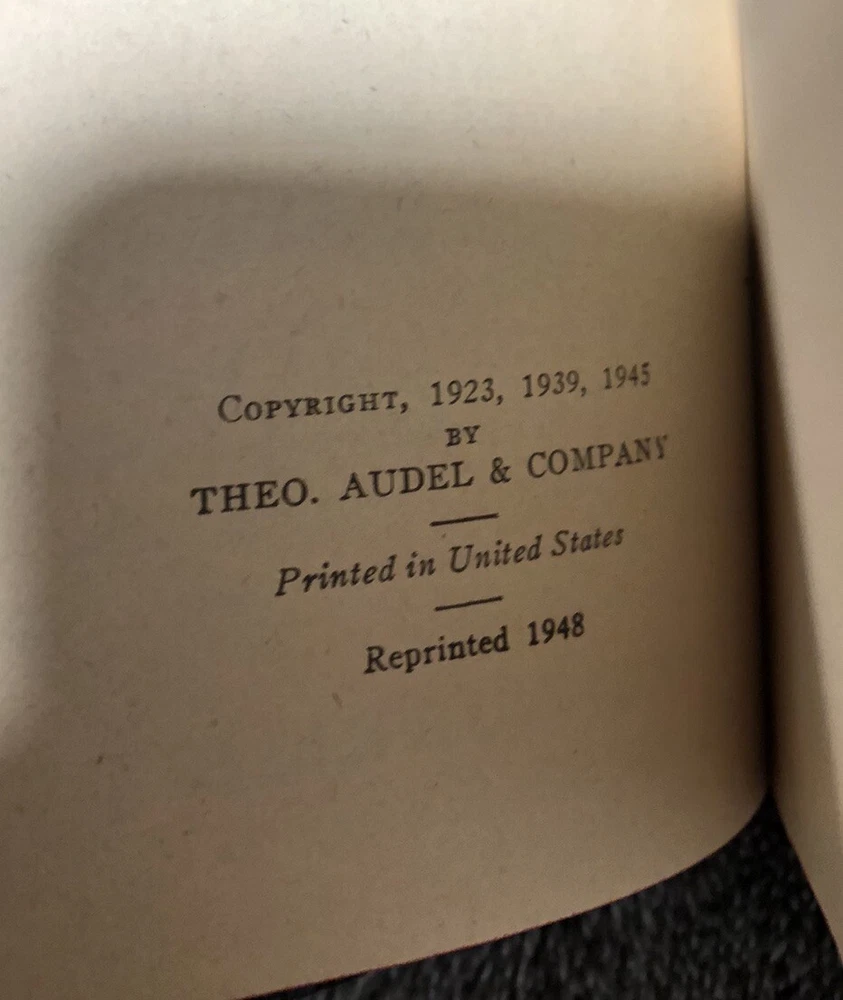 COPYRIGHT, 1923, 1939, 1945
BY
THEO. AUDEL & COMPANY
Printed in United States
Reprinted 1948